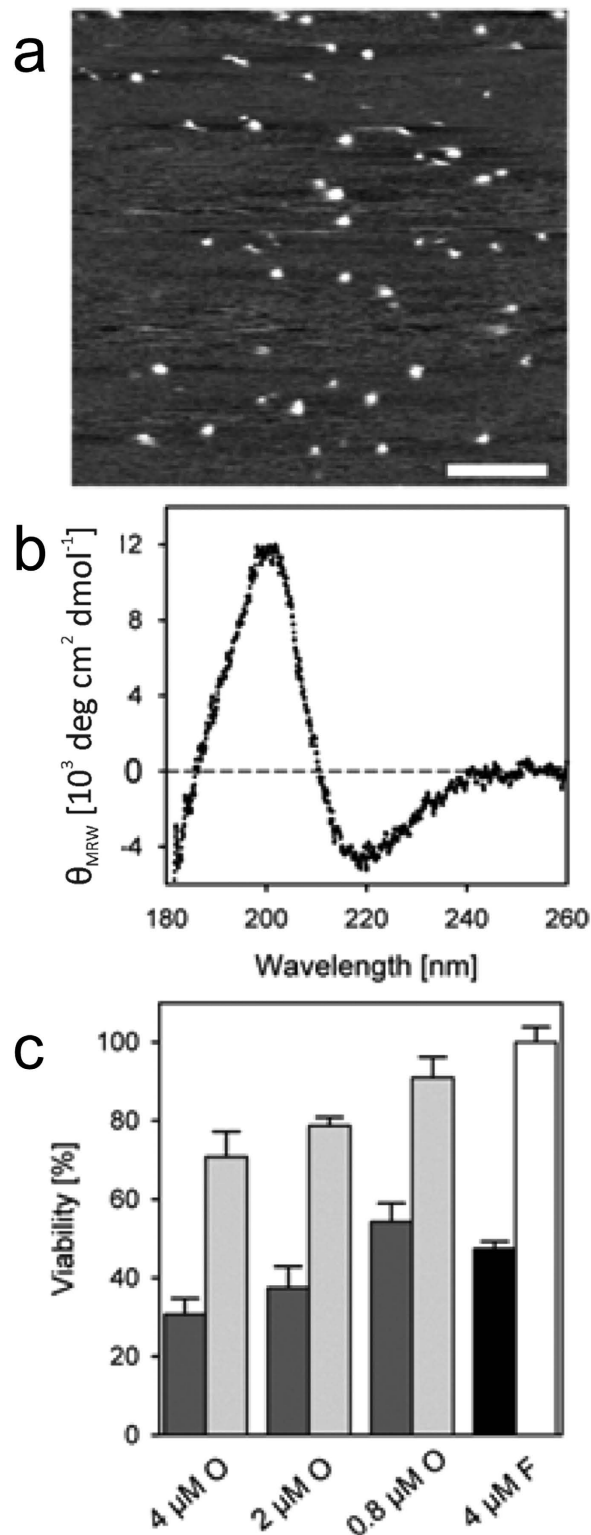 a
b
θMRW [10³ deg cm² dmol⁻¹]
12
8
4
0
-4
180 200 220 240 260
Wavelength [nm]
c
Viability [%]
100
80
60
40
20
0
4 µM O 2 µM O 0.8 µM O 4 µM F